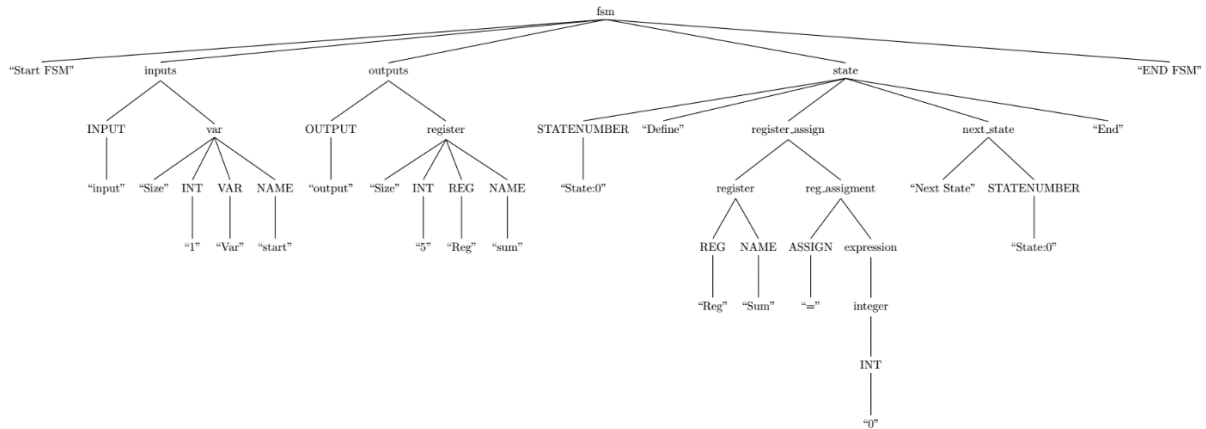 fsm
“Start FSM” inputs outputs state “END FSM”
INPUT var OUTPUT register STATENUMBER “Define” register_assign next_state “End”
“input” “Size” INT VAR NAME “output” “Size” INT REG NAME “State:0” register reg_assigment “Next State” STATENUMBER
“1” “Var” “start” “5” “Reg” “sum” REG NAME ASSIGN expression “State:0”
“Reg” “Sum” “=” integer
INT
“0”